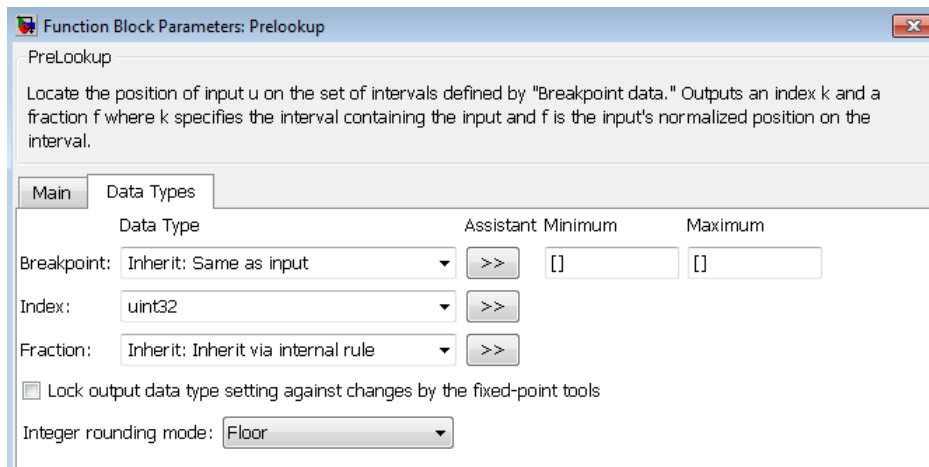 Function Block Parameters: Prelookup
PreLookup
Locate the position of input u on the set of intervals defined by "Breakpoint data." Outputs an index k and a
fraction f where k specifies the interval containing the input and f is the input's normalized position on the
interval.
Main Data Types
Data Type Assistant Minimum Maximum
Breakpoint: Inherit: Same as input >> [] []
Index: uint32 >>
Fraction: Inherit: Inherit via internal rule >>
Lock output data type setting against changes by the fixed-point tools
Integer rounding mode: Floor